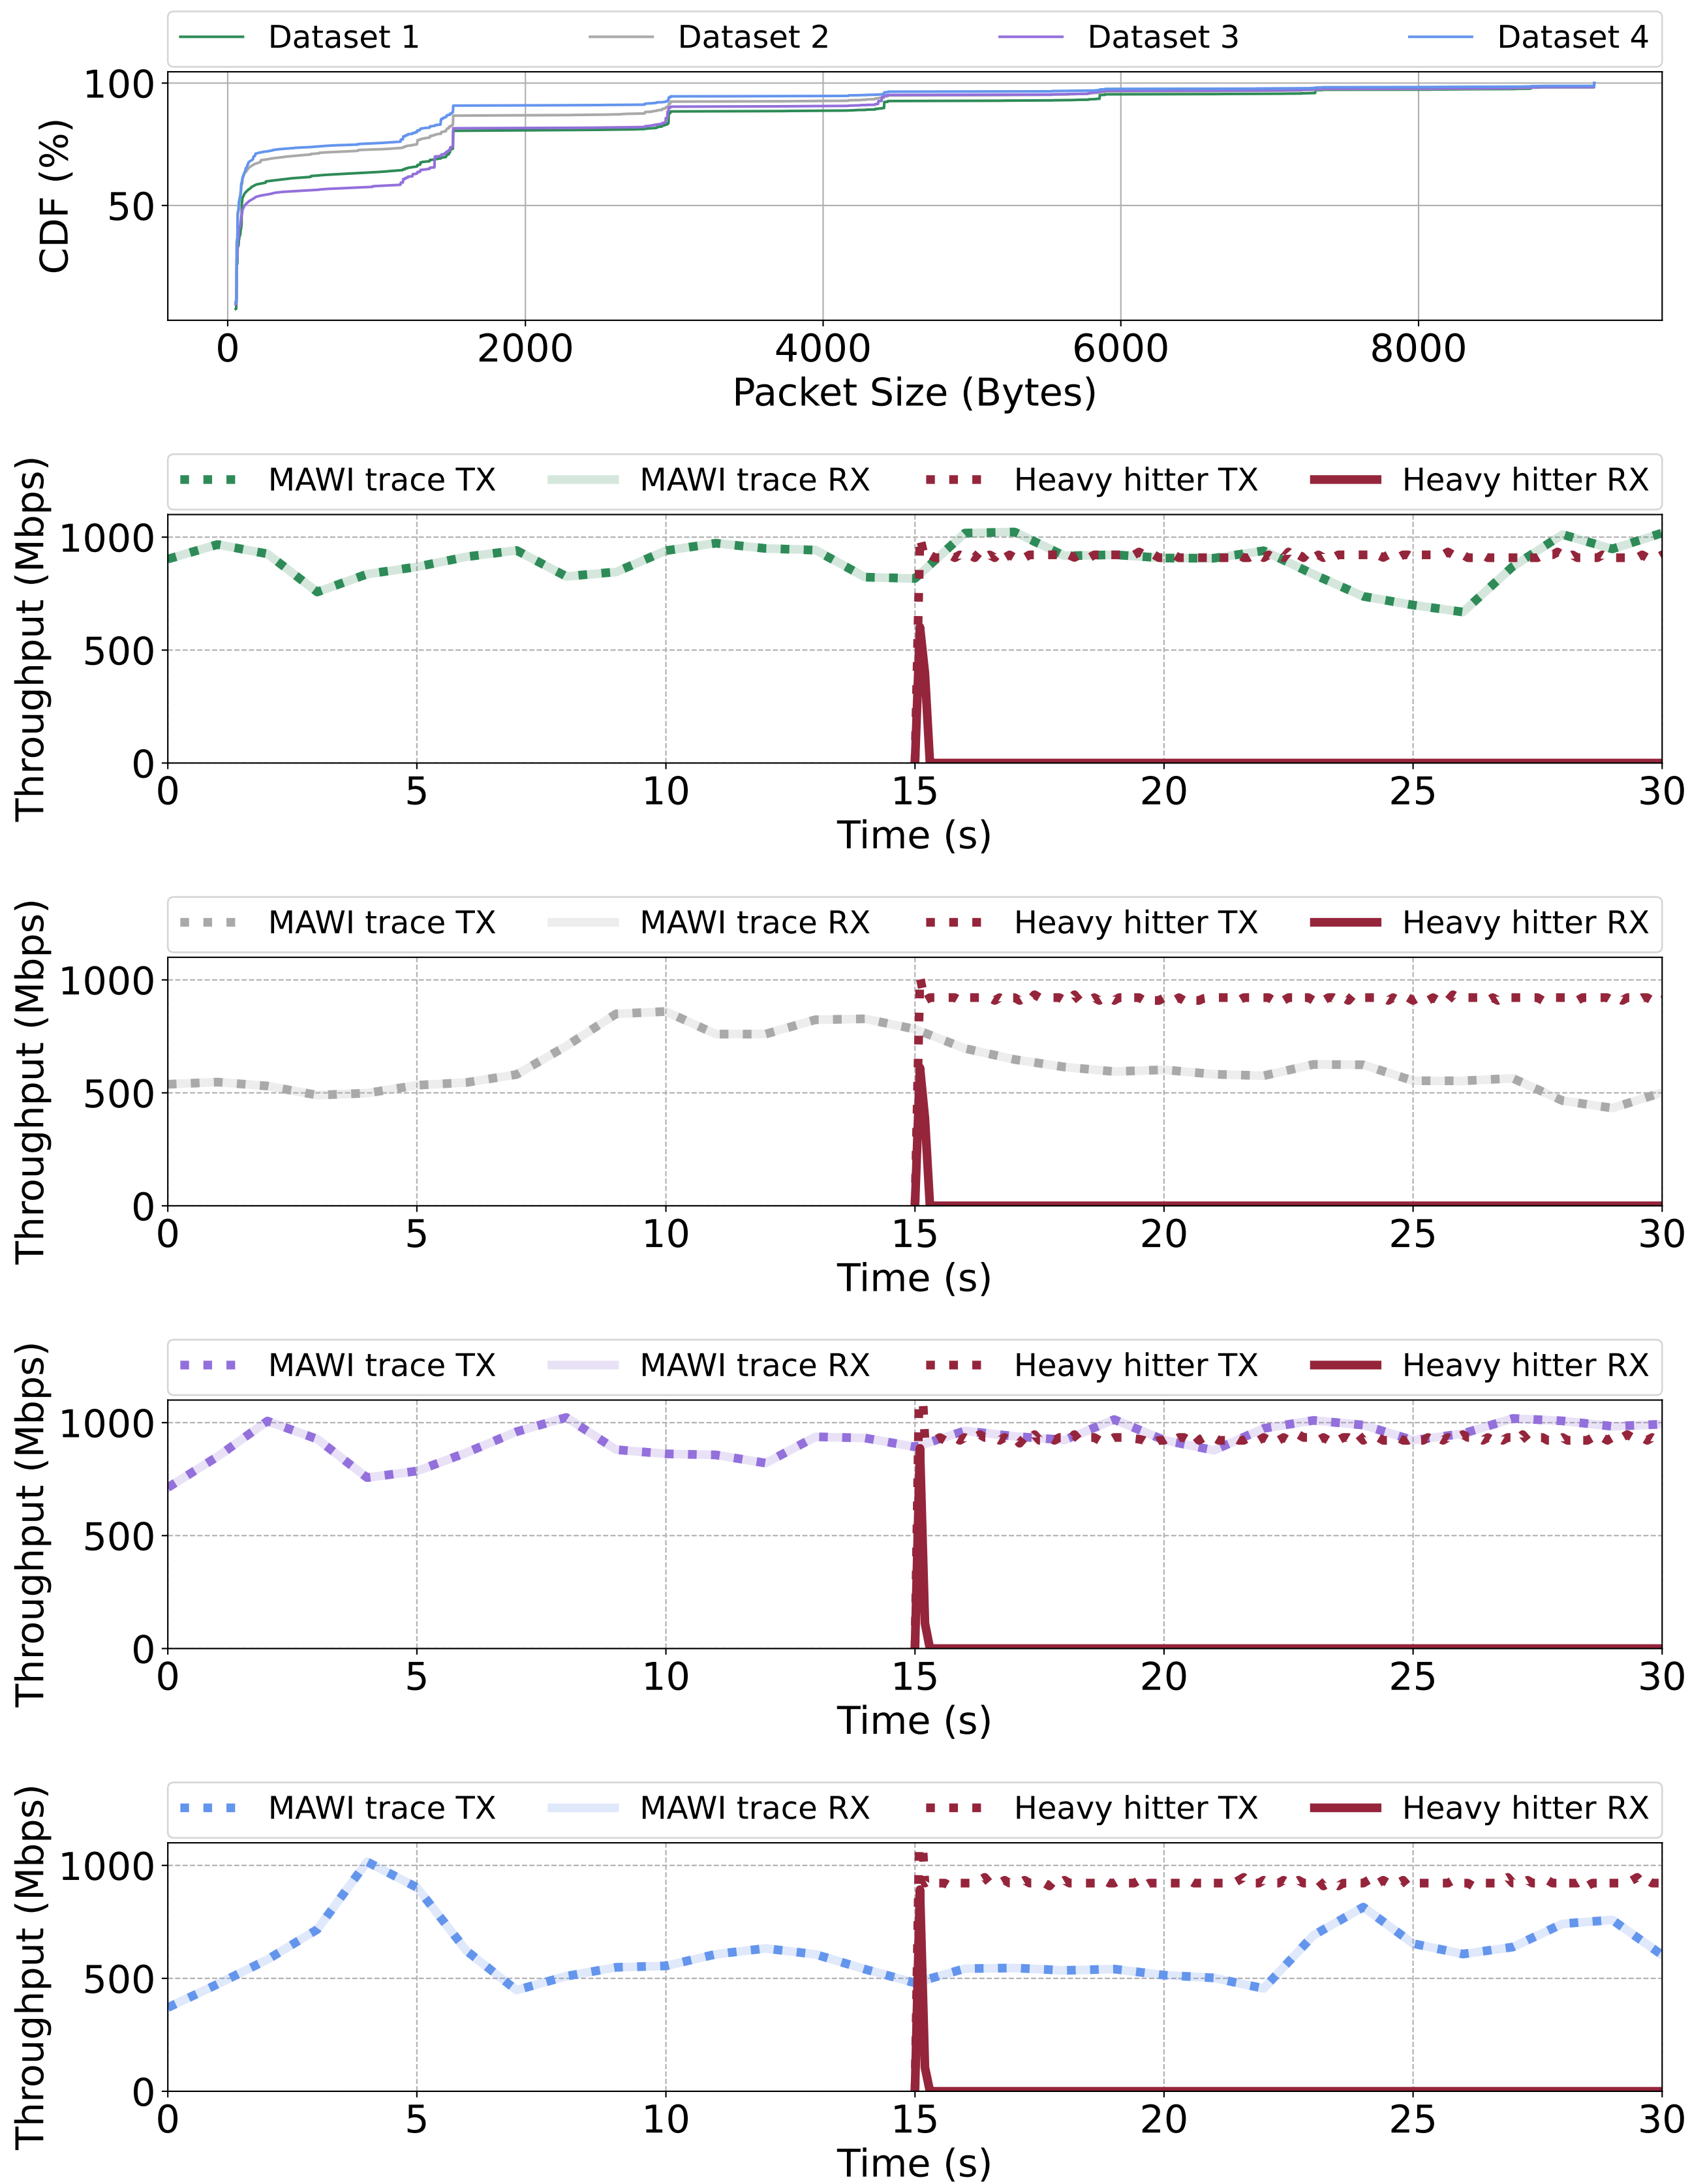 Dataset 1 Dataset 2 Dataset 3 Dataset 4
100
50
CDF (%)
0 2000 4000 6000 8000
Packet Size (Bytes)
MAWI trace TX MAWI trace RX Heavy hitter TX Heavy hitter RX
1000
500
0
Throughput (Mbps)
0 5 10 15 20 25 30
Time (s)
MAWI trace TX MAWI trace RX Heavy hitter TX Heavy hitter RX
1000
500
0
Throughput (Mbps)
0 5 10 15 20 25 30
Time (s)
MAWI trace TX MAWI trace RX Heavy hitter TX Heavy hitter RX
1000
500
0
Throughput (Mbps)
0 5 10 15 20 25 30
Time (s)
MAWI trace TX MAWI trace RX Heavy hitter TX Heavy hitter RX
1000
500
0
Throughput (Mbps)
0 5 10 15 20 25 30
Time (s)